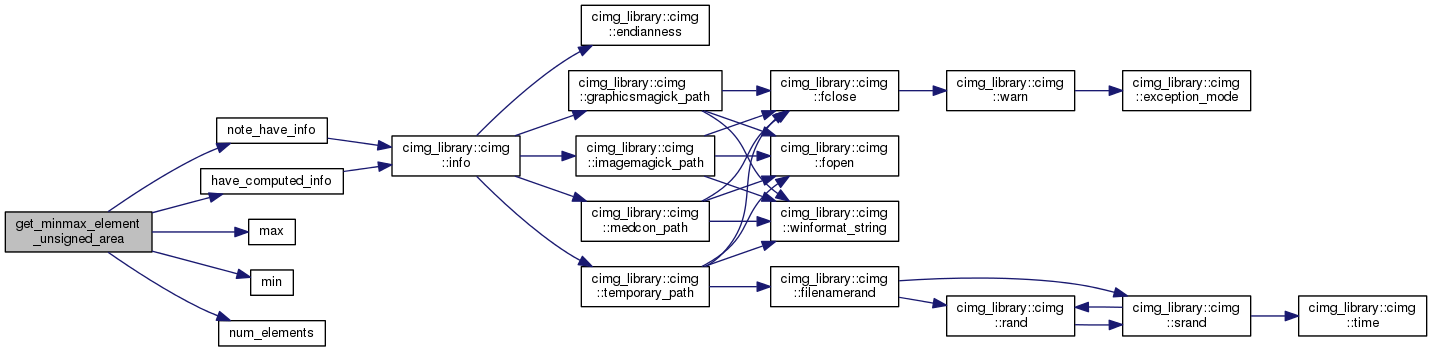 get_minmax_element
_unsigned_area
note_have_info
have_computed_info
max
min
num_elements
cimg_library::cimg
::info
cimg_library::cimg
::endianness
cimg_library::cimg
::graphicsmagick_path
cimg_library::cimg
::imagemagick_path
cimg_library::cimg
::medcon_path
cimg_library::cimg
::temporary_path
cimg_library::cimg
::fclose
cimg_library::cimg
::fopen
cimg_library::cimg
::winformat_string
cimg_library::cimg
::filenamerand
cimg_library::cimg
::warn
cimg_library::cimg
::rand
cimg_library::cimg
::exception_mode
cimg_library::cimg
::srand
cimg_library::cimg
::time